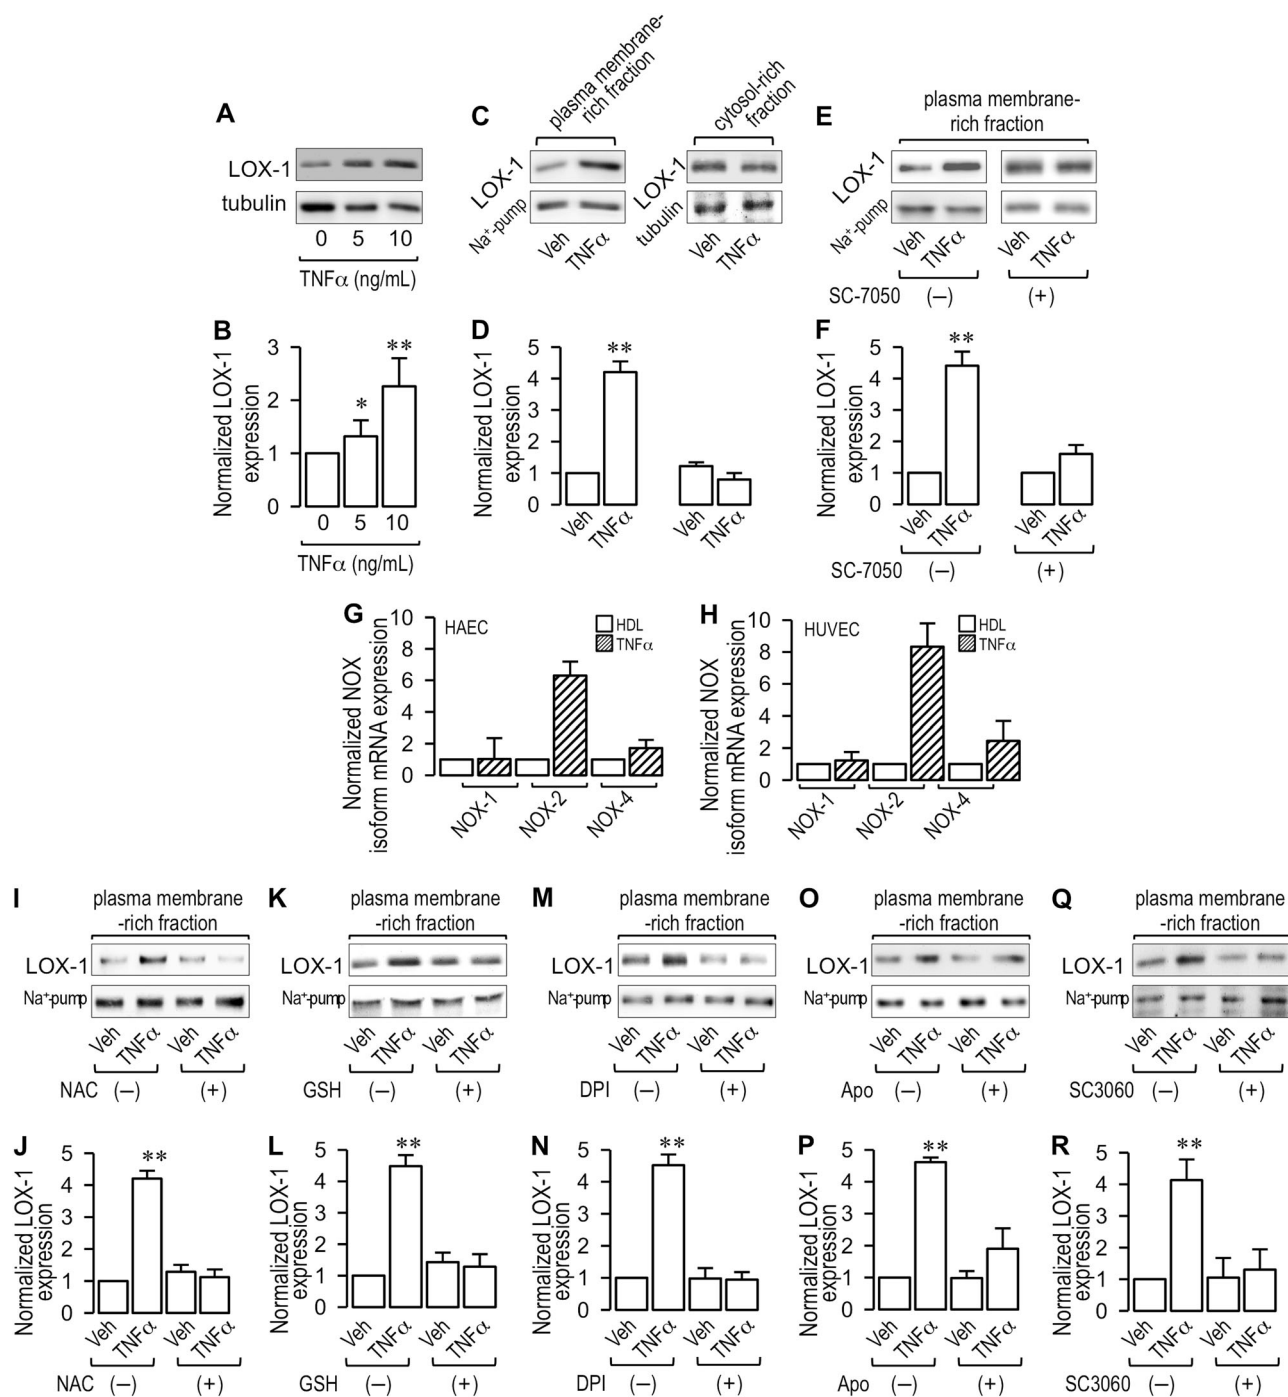 A
LOX-1
tubulin
0 5 10
TNFα (ng/mL)
C
plasma membrane-
rich fraction
cytosol-rich
fraction
LOX-1
Na⁺-pump
Veh
TNFα
LOX-1
tubulin
Veh
TNFα
E
plasma membrane-
rich fraction
LOX-1
Na⁺-pump
Veh
TNFα
Veh
TNFα
SC-7050 (—) (+)
B
Normalized LOX-1
expression
3
2
1
0
*
**
0 5 10
TNFα (ng/mL)
D
Normalized LOX-1
expression
5
4
3
2
1
0
**
Veh
TNFα
Veh
TNFα
F
Normalized LOX-1
expression
5
4
3
2
1
0
**
Veh
TNFα
Veh
TNFα
SC-7050 (—) (+)
G
Normalized NOX
isoform mRNA expression
10
8
6
4
2
0
HAEC
HDL
TNFα
NOX-1
NOX-2
NOX-4
H
Normalized NOX
isoform mRNA expression
10
8
6
4
2
0
HUVEC
HDL
TNFα
NOX-1
NOX-2
NOX-4
I
plasma membrane
-rich fraction
LOX-1
Na⁺-pump
Veh
TNFα
Veh
TNFα
NAC (—) (+)
K
plasma membrane
-rich fraction
LOX-1
Na⁺-pump
Veh
TNFα
Veh
TNFα
GSH (—) (+)
M
plasma membrane
-rich fraction
LOX-1
Na⁺-pump
Veh
TNFα
Veh
TNFα
DPI (—) (+)
O
plasma membrane
-rich fraction
LOX-1
Na⁺-pump
Veh
TNFα
Veh
TNFα
Apo (—) (+)
Q
plasma membrane
-rich fraction
LOX-1
Na⁺-pump
Veh
TNFα
Veh
TNFα
SC3060 (—) (+)
J
Normalized LOX-1
expression
5
4
3
2
1
0
**
Veh
TNFα
Veh
TNFα
NAC (—) (+)
L
Normalized LOX-1
expression
5
4
3
2
1
0
**
Veh
TNFα
Veh
TNFα
GSH (—) (+)
N
Normalized LOX-1
expression
5
4
3
2
1
0
**
Veh
TNFα
Veh
TNFα
DPI (—) (+)
P
Normalized LOX-1
expression
5
4
3
2
1
0
**
Veh
TNFα
Veh
TNFα
Apo (—) (+)
R
Normalized LOX-1
expression
5
4
3
2
1
0
**
Veh
TNFα
Veh
TNFα
SC3060 (—) (+)